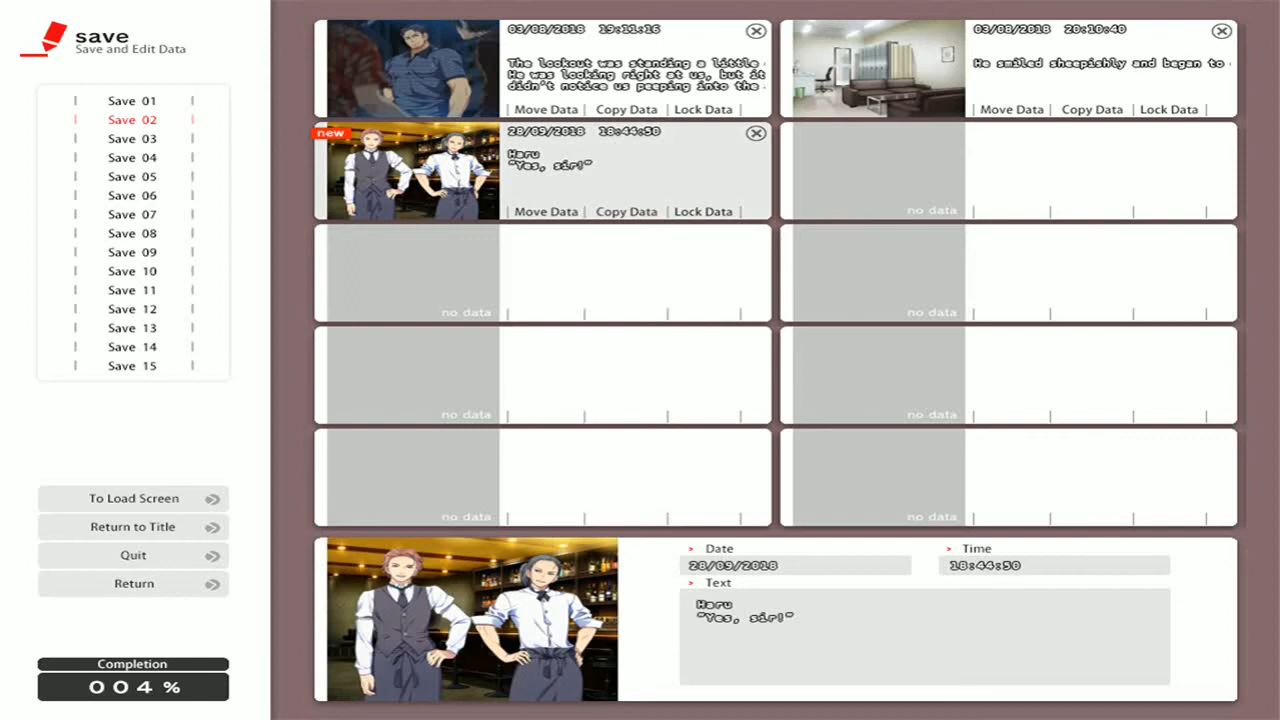 save
Save and Edit Data
Save 01
Save 02
Save 03
Save 04
Save 05
Save 06
Save 07
Save 08
Save 09
Save 10
Save 11
Save 12
Save 13
Save 14
Save 15
To Load Screen
Return to Title
Quit
Return
Completion
004 %
03/08/2018 19:11:16
The lookout was standing a little
He was looking right at us, but it
didn't notice us peeping into the
Move Data Copy Data Lock Data
03/08/2018 20:10:40
He smiled sheepishly and began to
Move Data Copy Data Lock Data
new
28/09/2018 18:44:50
Haru
"Yes, sir!"
Move Data Copy Data Lock Data
no data
no data
no data
no data
no data
no data
no data
> Date
28/09/2018
> Time
18:44:50
> Text
Haru
"Yes, sir!"